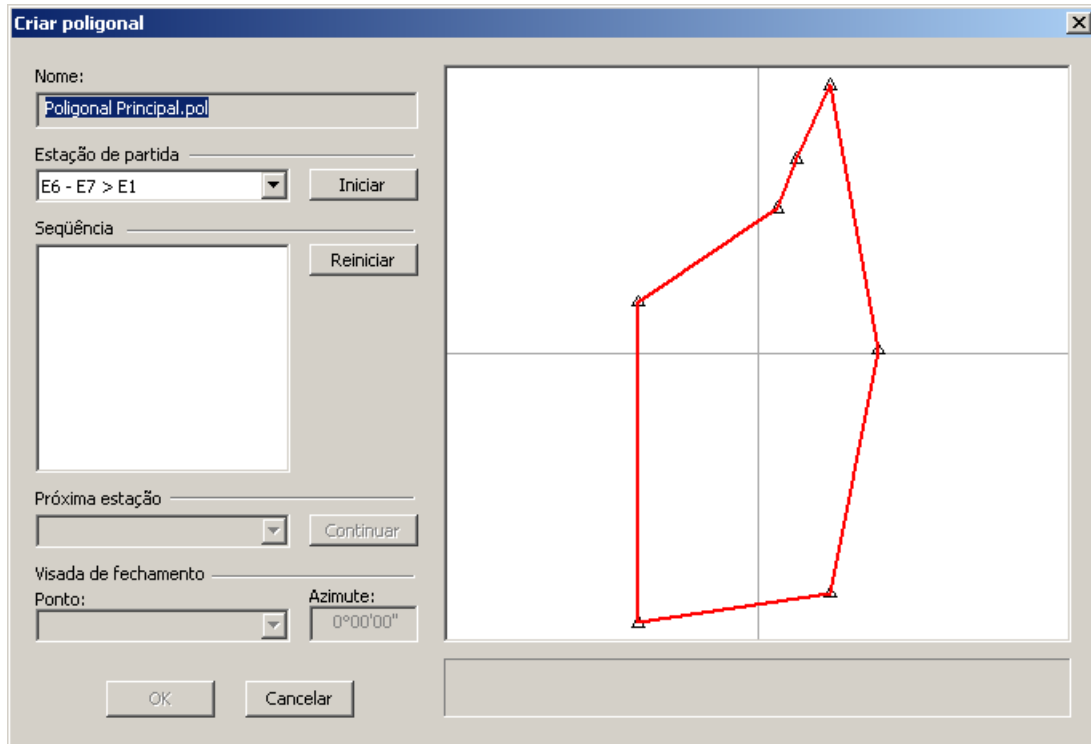 Criar poligonal
Nome:
Poligonal Principal.pol
Estação de partida
E6 - E7 > E1
Iniciar
Seqüência
Reiniciar
Próxima estação
Continuar
Visada de fechamento
Ponto:
Azimute:
0°00'00"
OK
Cancelar